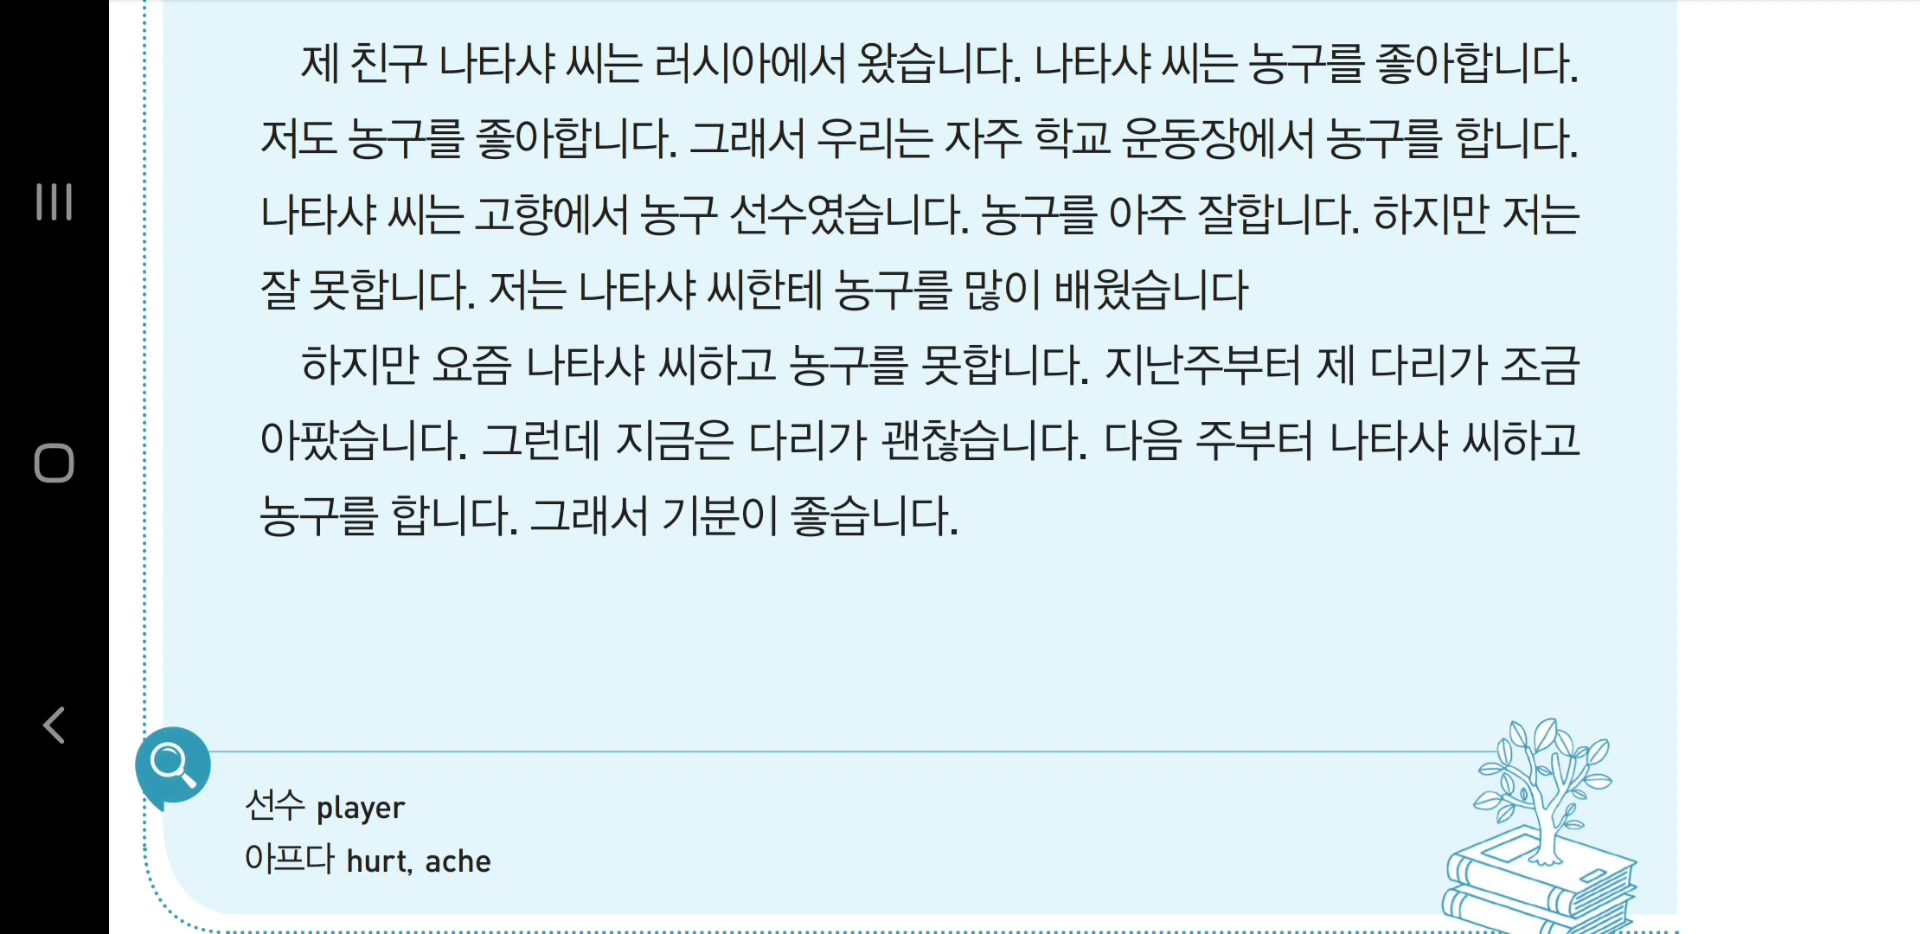 제 친구 나타샤 씨는 러시아에서 왔습니다. 나타샤 씨는 농구를 좋아합니다.
저도 농구를 좋아합니다. 그래서 우리는 자주 학교 운동장에서 농구를 합니다.
나타샤 씨는 고향에서 농구 선수였습니다. 농구를 아주 잘합니다. 하지만 저는
잘 못합니다. 저는 나타샤 씨한테 농구를 많이 배웠습니다
하지만 요즘 나타샤 씨하고 농구를 못합니다. 지난주부터 제 다리가 조금
아팠습니다. 그런데 지금은 다리가 괜찮습니다. 다음 주부터 나타샤 씨하고
농구를 합니다. 그래서 기분이 좋습니다.
선수 player
아프다 hurt, ache